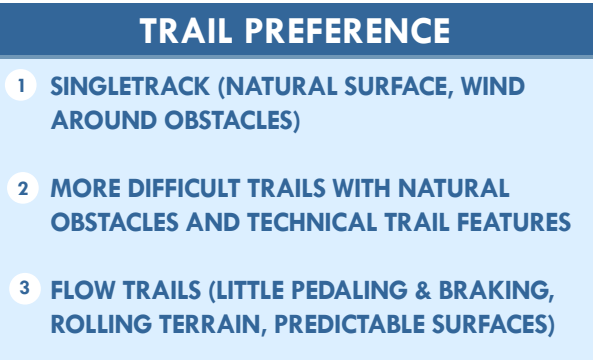 TRAIL PREFERENCE
1 SINGLETRACK (NATURAL SURFACE, WIND
AROUND OBSTACLES)
2 MORE DIFFICULT TRAILS WITH NATURAL
OBSTACLES AND TECHNICAL TRAIL FEATURES
3 FLOW TRAILS (LITTLE PEDALING & BRAKING,
ROLLING TERRAIN, PREDICTABLE SURFACES)